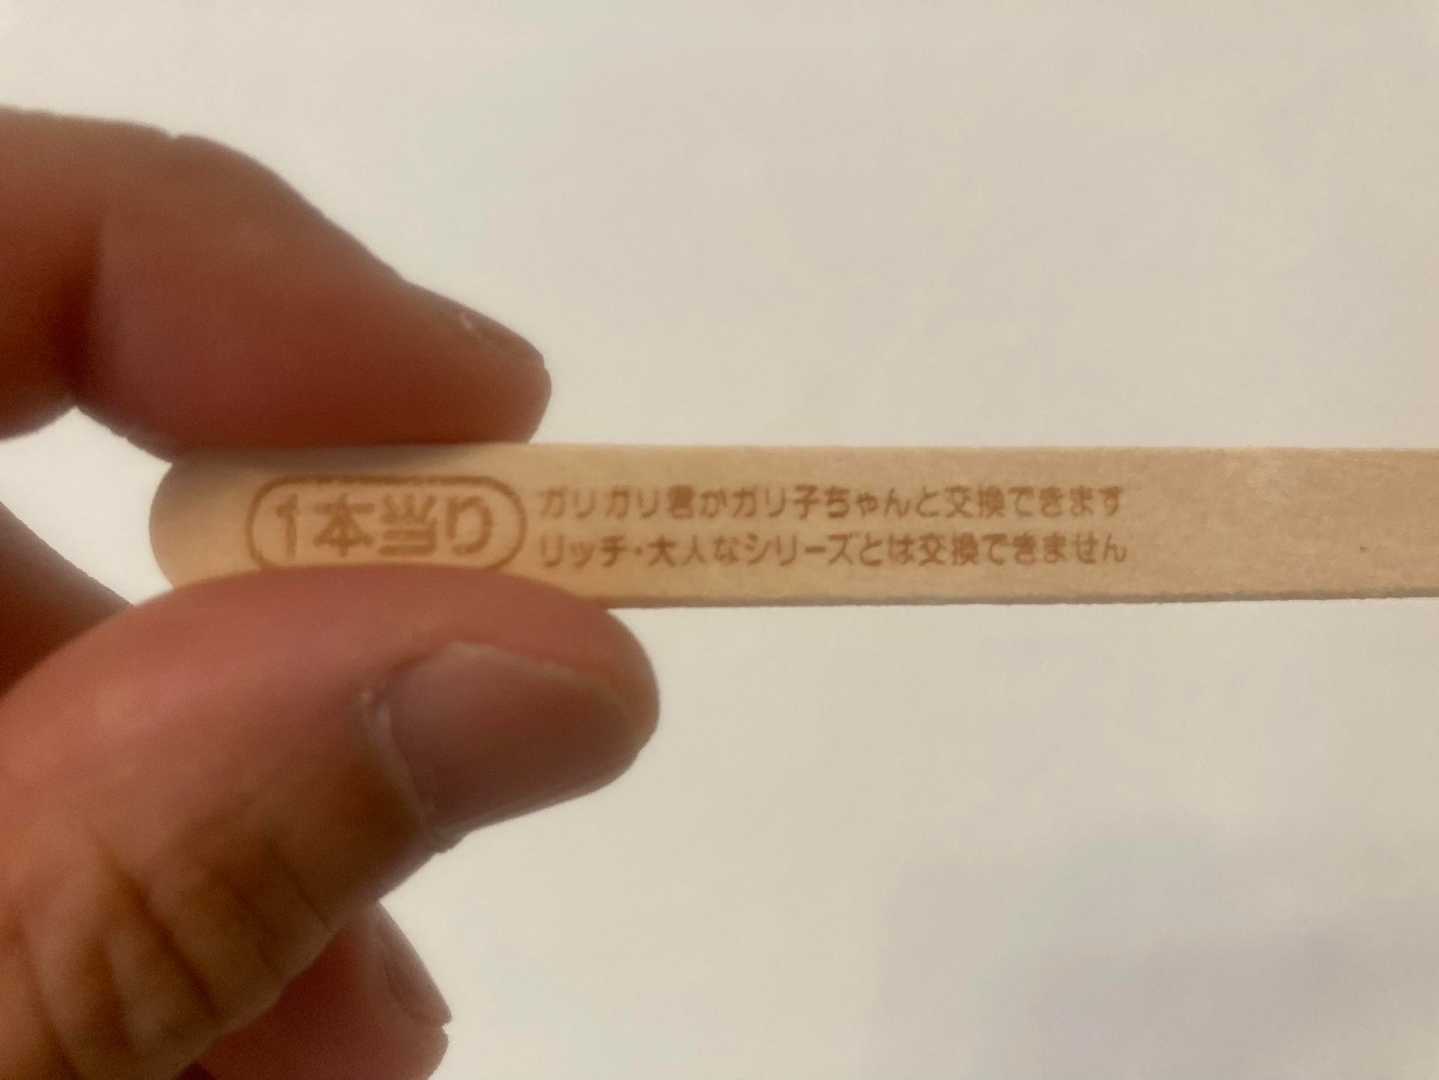 1本当り
ガリガリ君かガリ子ちゃんと交換できます
リッチ・大人なシリーズとは交換できません